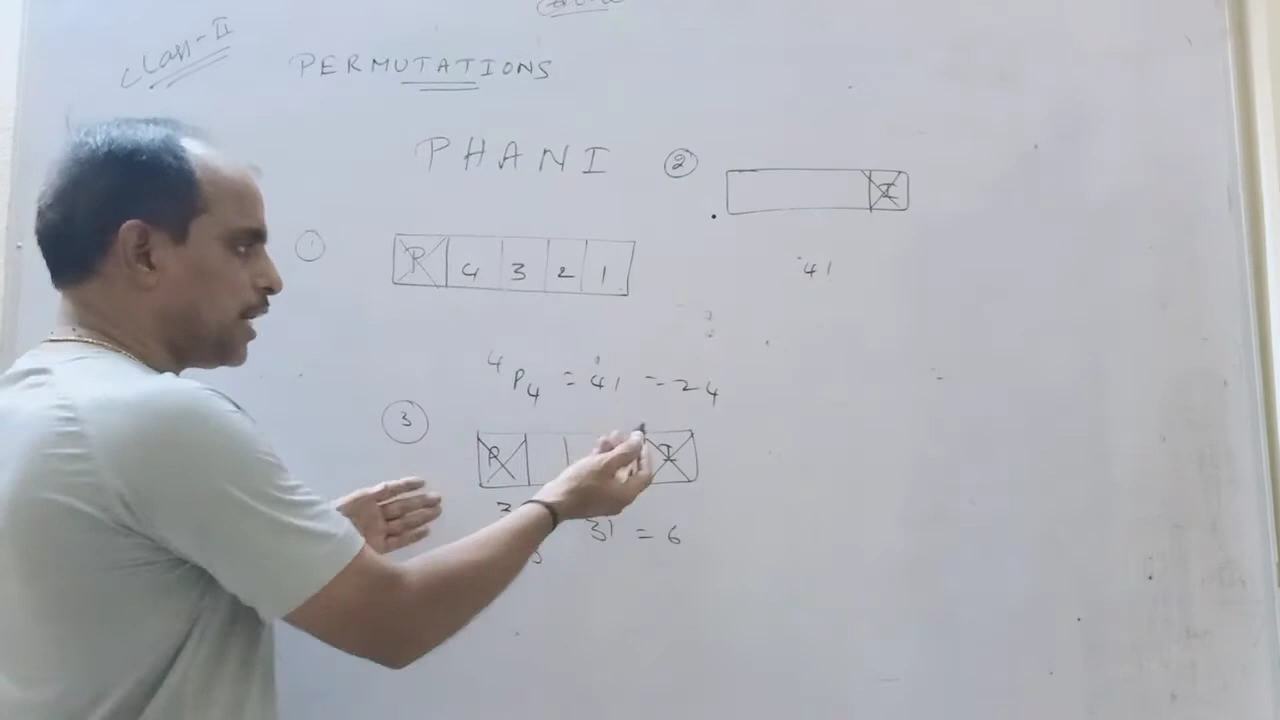 Class-II
PERMUTATIONS
PHANI
①
P 4 3 2 1
⁴P₄ = 4! = 24
②
I
4!
③
P I
3! = 6